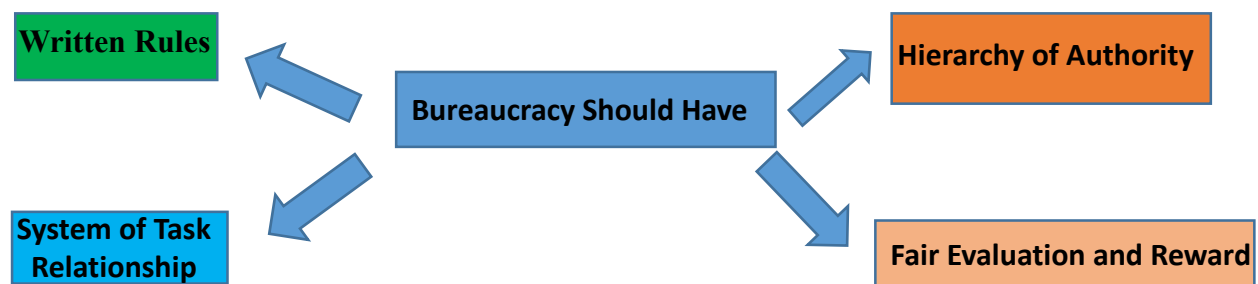 Written Rules
Hierarchy of Authority
Bureaucracy Should Have
System of Task
Relationship
Fair Evaluation and Reward